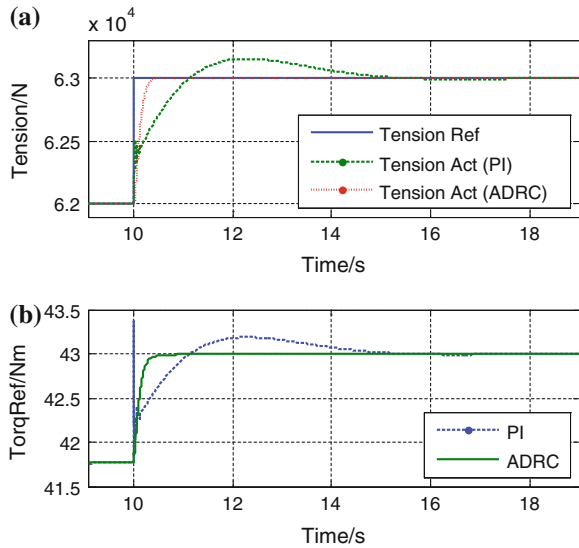 (a)
x 10⁴
Tension/N
6.3
6.25
6.2
Tension Ref
Tension Act (PI)
Tension Act (ADRC)
10 12 14 16 18
Time/s
(b)
TorqRef/Nm
43.5
43
42.5
42
41.5
PI
ADRC
10 12 14 16 18
Time/s